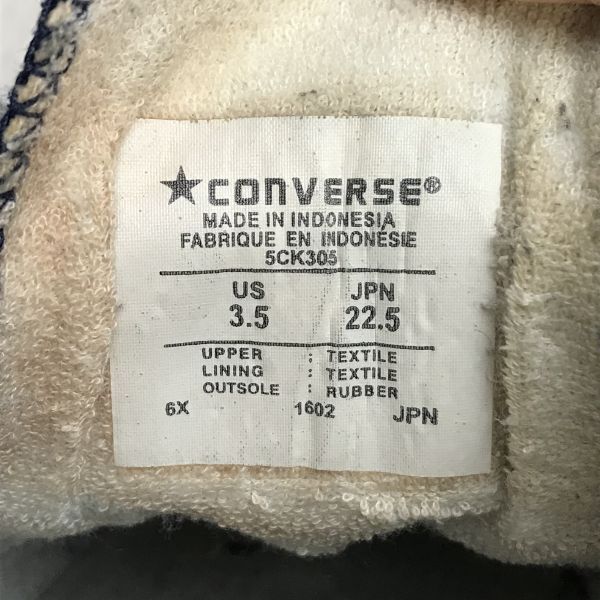 ★CONVERSE®
MADE IN INDONESIA
FABRIQUE EN INDONÉSIE
5CK305
US JPN
3.5 22.5
UPPER : TEXTILE
LINING : TEXTILE
OUTSOLE : RUBBER
6X 1602 JPN